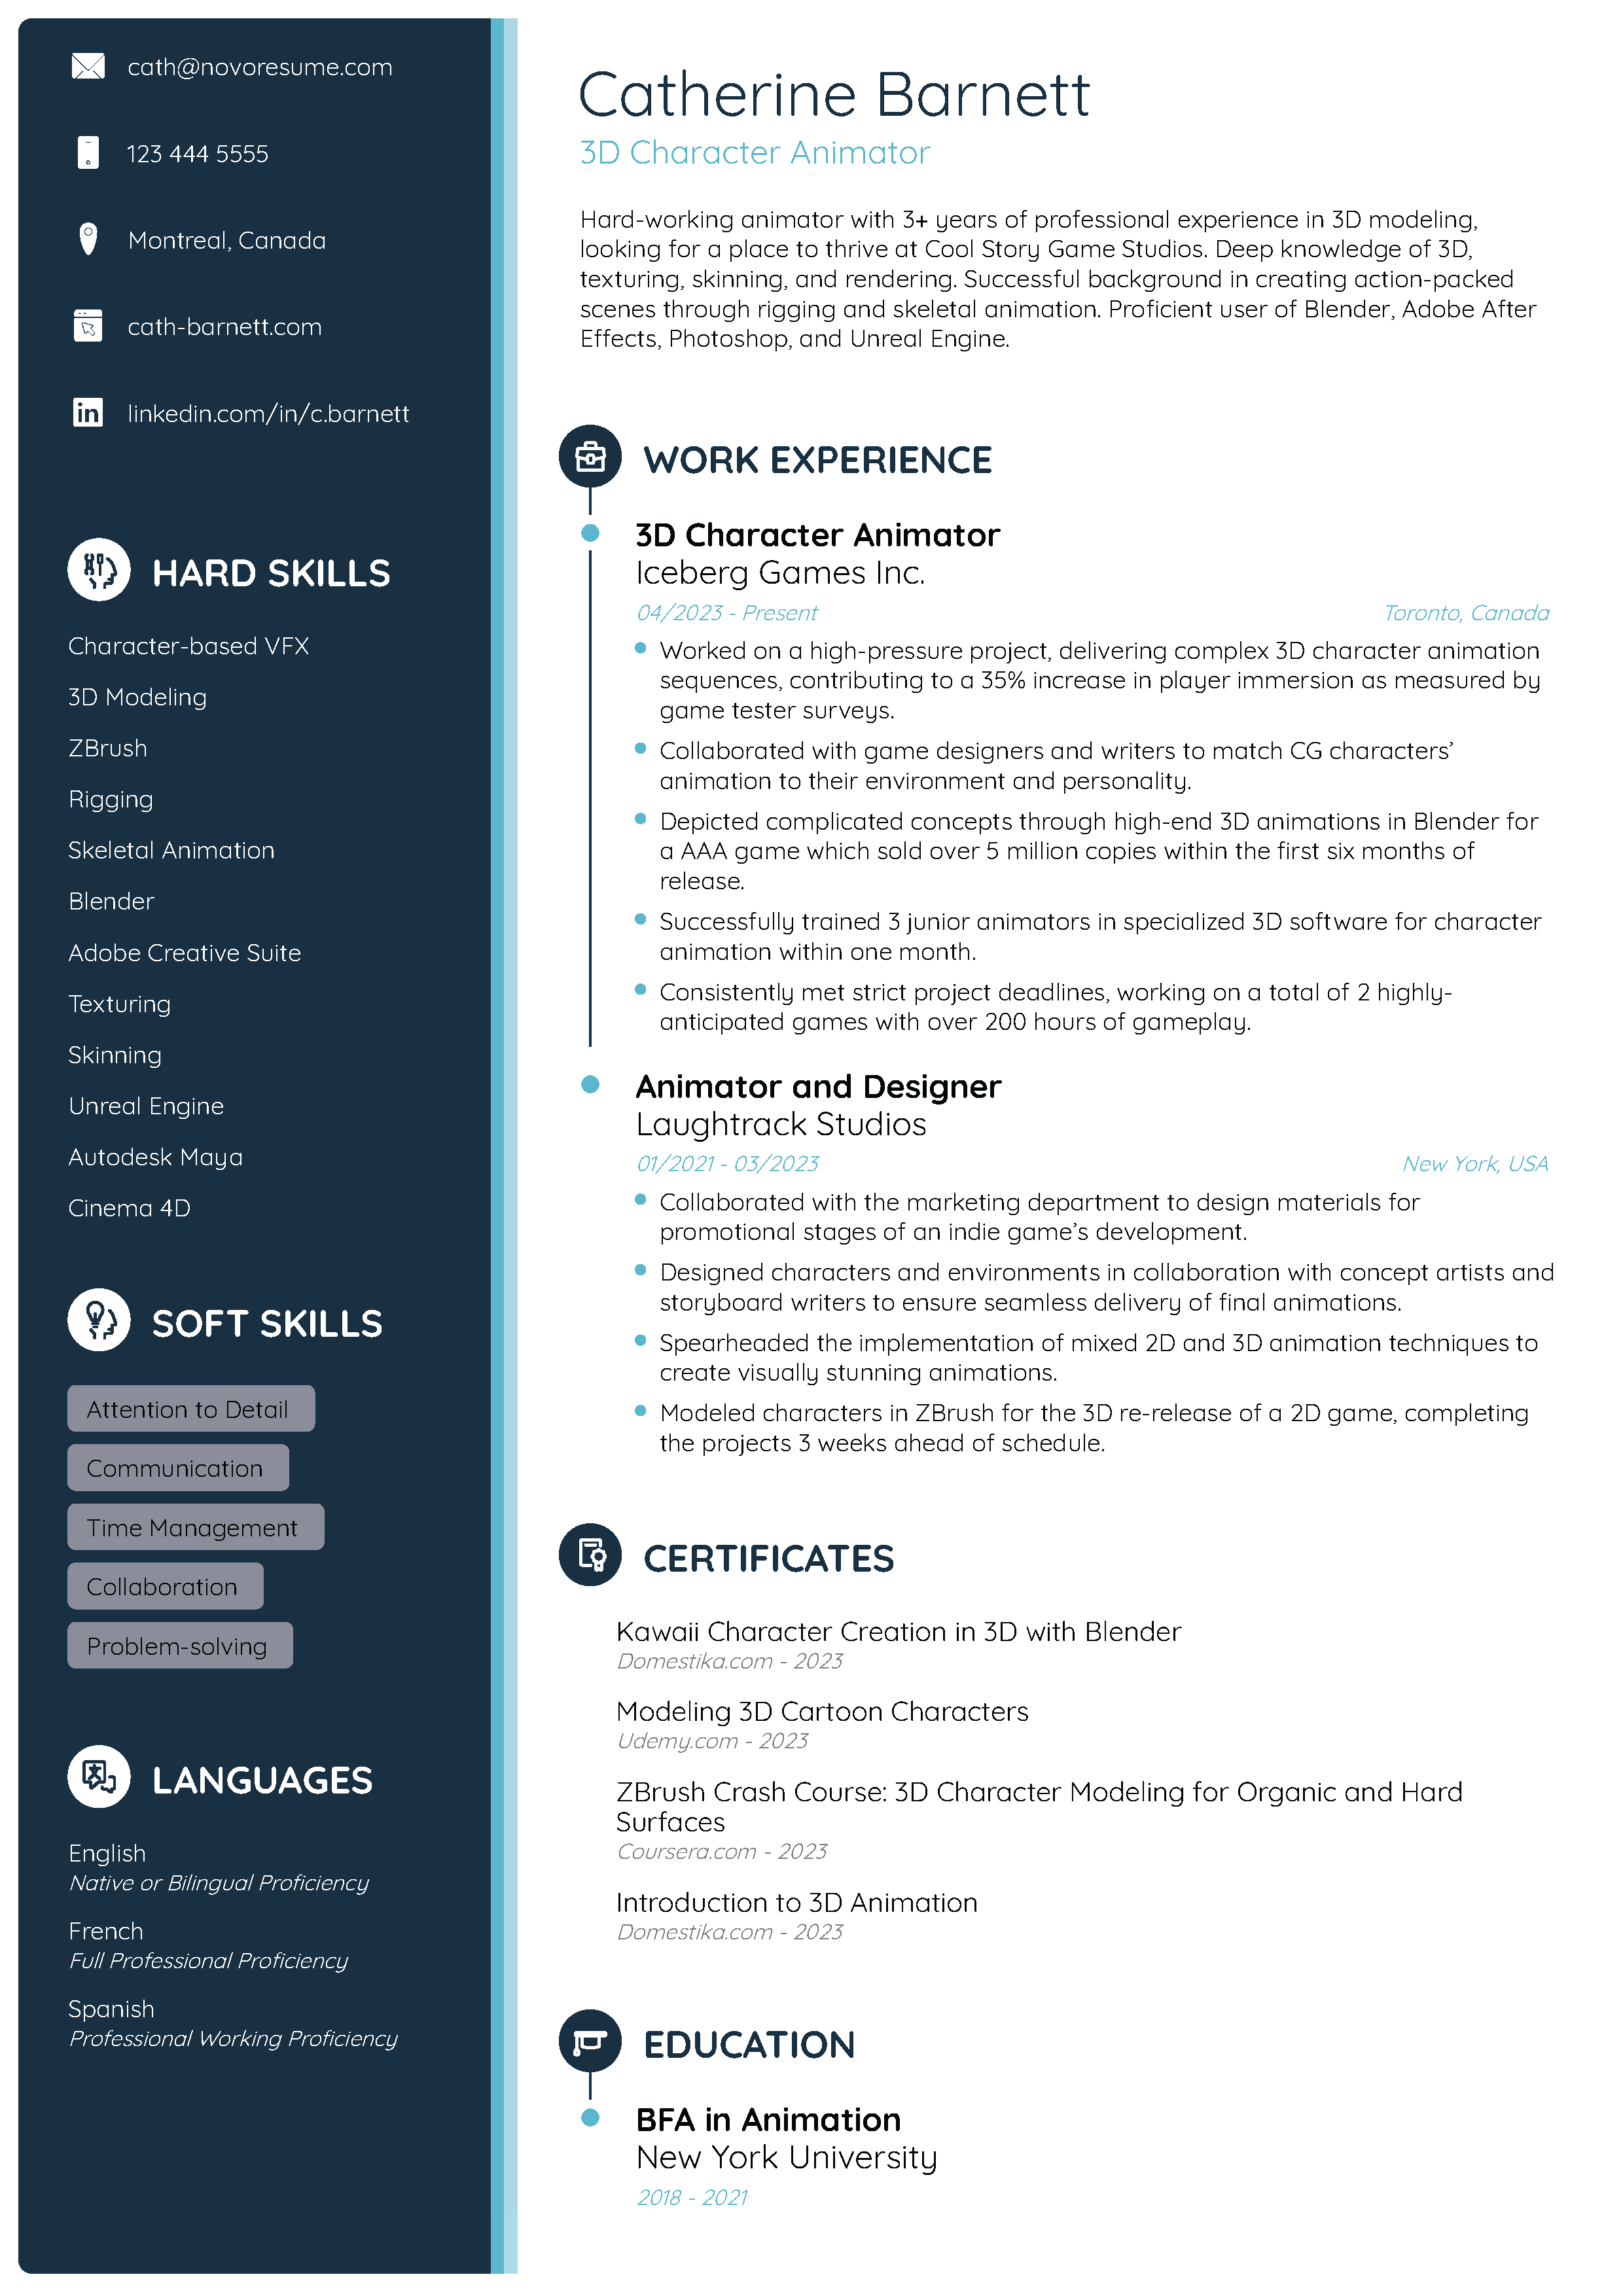 cath@novoresume.com
123 444 5555
Montreal, Canada
cath-barnett.com
linkedin.com/in/c.barnett
HARD SKILLS
Character-based VFX
3D Modeling
ZBrush
Rigging
Skeletal Animation
Blender
Adobe Creative Suite
Texturing
Skinning
Unreal Engine
Autodesk Maya
Cinema 4D
SOFT SKILLS
Attention to Detail
Communication
Time Management
Collaboration
Problem-solving
LANGUAGES
English
Native or Bilingual Proficiency
French
Full Professional Proficiency
Spanish
Professional Working Proficiency
Catherine Barnett
3D Character Animator
Hard-working animator with 3+ years of professional experience in 3D modeling,
looking for a place to thrive at Cool Story Game Studios. Deep knowledge of 3D,
texturing, skinning, and rendering. Successful background in creating action-packed
scenes through rigging and skeletal animation. Proficient user of Blender, Adobe After
Effects, Photoshop, and Unreal Engine.
WORK EXPERIENCE
3D Character Animator
Iceberg Games Inc.
04/2023 - Present Toronto, Canada
Worked on a high-pressure project, delivering complex 3D character animation
sequences, contributing to a 35% increase in player immersion as measured by
game tester surveys.
Collaborated with game designers and writers to match CG characters’
animation to their environment and personality.
Depicted complicated concepts through high-end 3D animations in Blender for
a AAA game which sold over 5 million copies within the first six months of
release.
Successfully trained 3 junior animators in specialized 3D software for character
animation within one month.
Consistently met strict project deadlines, working on a total of 2 highly-
anticipated games with over 200 hours of gameplay.
Animator and Designer
Laughtrack Studios
01/2021 - 03/2023 New York, USA
Collaborated with the marketing department to design materials for
promotional stages of an indie game’s development.
Designed characters and environments in collaboration with concept artists and
storyboard writers to ensure seamless delivery of final animations.
Spearheaded the implementation of mixed 2D and 3D animation techniques to
create visually stunning animations.
Modeled characters in ZBrush for the 3D re-release of a 2D game, completing
the projects 3 weeks ahead of schedule.
CERTIFICATES
Kawaii Character Creation in 3D with Blender
Domestika.com - 2023
Modeling 3D Cartoon Characters
Udemy.com - 2023
ZBrush Crash Course: 3D Character Modeling for Organic and Hard
Surfaces
Coursera.com - 2023
Introduction to 3D Animation
Domestika.com - 2023
EDUCATION
BFA in Animation
New York University
2018 - 2021